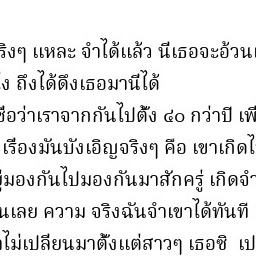 ริงๆ แหละ จำได้แล้ว นี่เธอจะอ้วน
ง ถึงได้ดึงเธอมานี่ได้
ชื่อว่าเราจากกันไปตั้ง ๔๐ กว่าปี เพี
เรื่องมันบังเอิญจริงๆ คือ เขาเกิดไ
มองกันไปมองกันมาสักครู่ เกิดจำ
นเลย ความ จริงฉันจำเขาได้ทันที
ไม่เปลี่ยนมาตั้งแต่สาวๆ เธอซิ เป